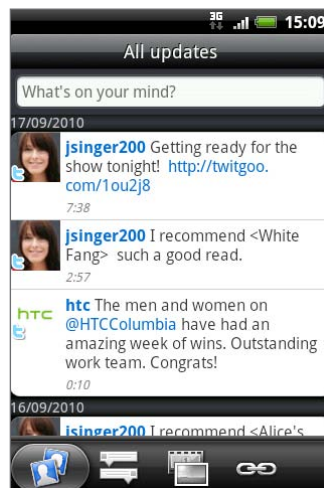 3G 15:09
All updates
What's on your mind?
17/09/2010
jsinger200 Getting ready for the
show tonight! http://twitgoo.
com/1ou2j8
7:38
jsinger200 I recommend <White
Fang> such a good read.
2:57
hTC htc The men and women on
@HTCColumbia have had an
amazing week of wins. Outstanding
work team. Congrats!
0:10
16/09/2010
jsinger200 I recommend <Alice's